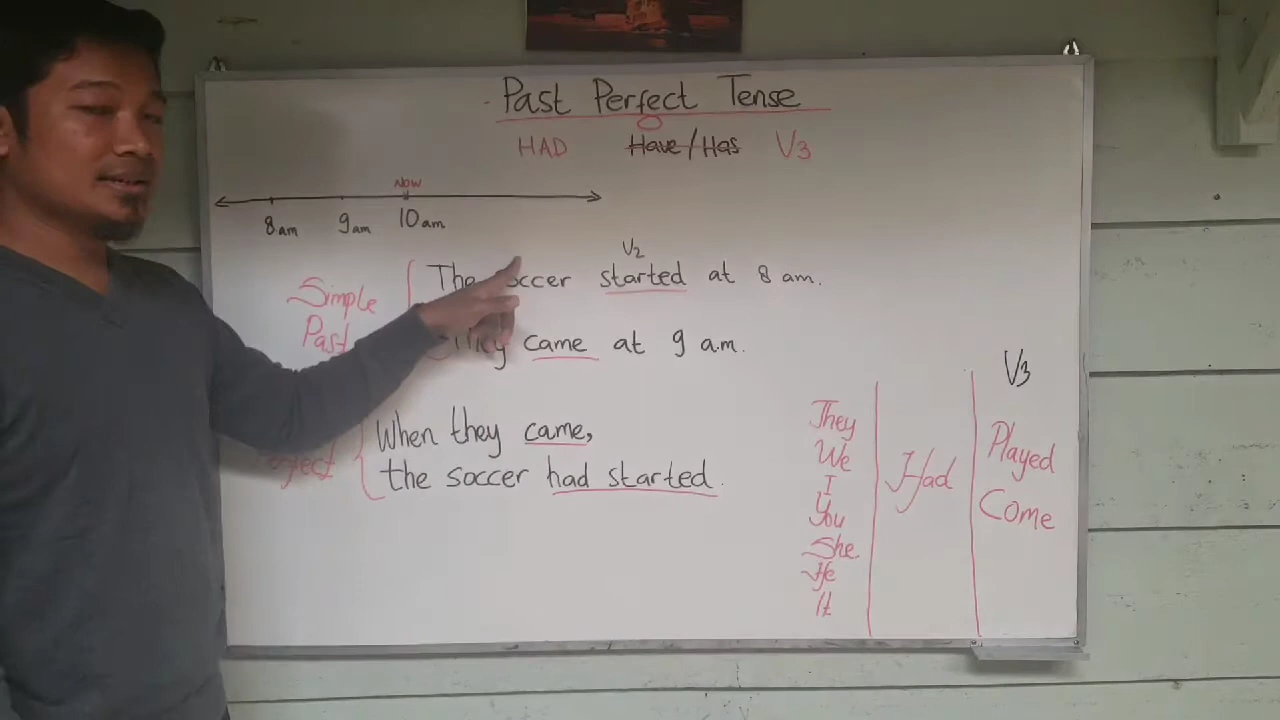 Past Perfect Tense
HAD Have/Has V3
Now
8am 9am 10am
V2
Simple Past
The soccer started at 8 am.
came at 9 a.m.
When they came,
the soccer had started.
They
We
I
You
She
He
It
Had
V3
Played
Come